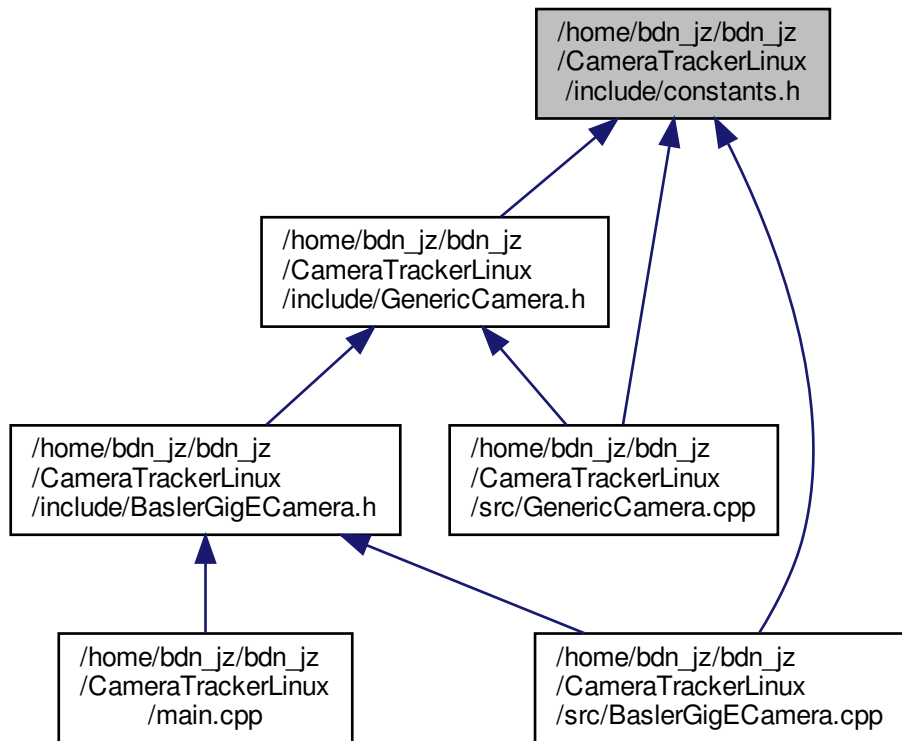 /home/bdn_jz/bdn_jz
/CameraTrackerLinux
/include/constants.h
/home/bdn_jz/bdn_jz
/CameraTrackerLinux
/include/GenericCamera.h
/home/bdn_jz/bdn_jz
/CameraTrackerLinux
/include/BaslerGigECamera.h
/home/bdn_jz/bdn_jz
/CameraTrackerLinux
/src/GenericCamera.cpp
/home/bdn_jz/bdn_jz
/CameraTrackerLinux
/main.cpp
/home/bdn_jz/bdn_jz
/CameraTrackerLinux
/src/BaslerGigECamera.cpp